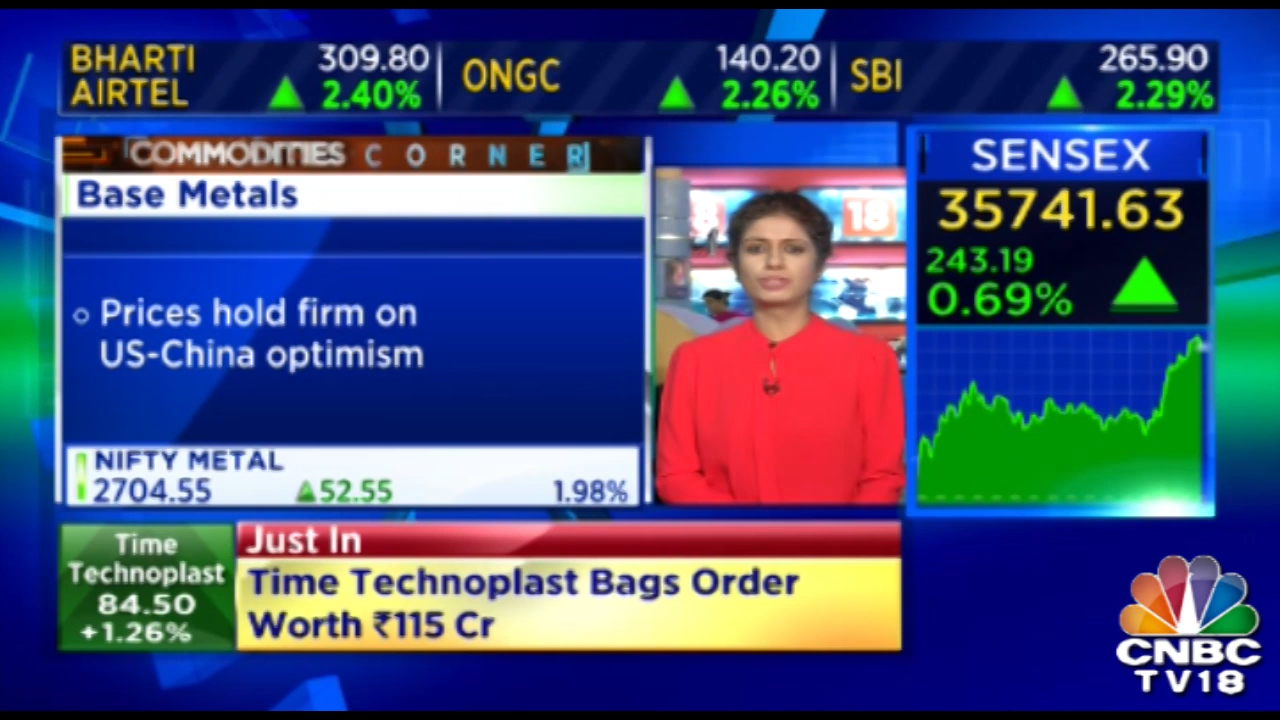 BHARTI AIRTEL 309.80 ▲ 2.40%
ONGC 140.20 ▲ 2.26%
SBI 265.90 ▲ 2.29%
COMMODITIES CORNER
Base Metals
Prices hold firm on
US-China optimism
NIFTY METAL
2704.55 ▲52.55 1.98%
18
SENSEX
35741.63
243.19
0.69%
Time
Technoplast
84.50
+1.26%
Just In
Time Technoplast Bags Order
Worth ₹115 Cr
CNBC
TV18